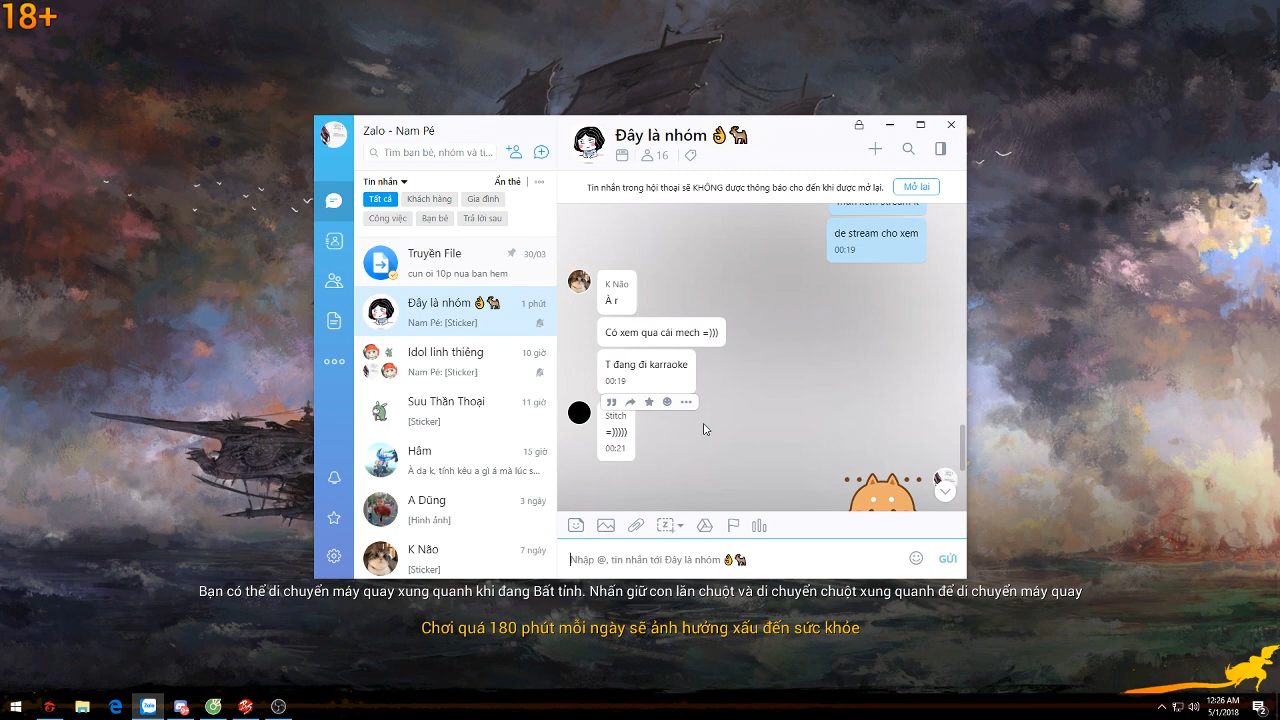 18+
Zalo - Nam Pé
Tìm bạn bè, nhóm và ti...
Tin nhắn
Ẩn thẻ
Tất cả
Khách hàng
Gia đình
Công việc
Bạn bè
Trả lời sau
Truyền File
30/03
cun oi 10p nua ban hem
Đây là nhóm 👌🐕
1 phút
Nam Pé: [Sticker]
Idol linh thiêng
10 giờ
Nam Pé: [Sticker]
Suu Thần Thoại
11 giờ
[Sticker]
Hâm
15 giờ
À da k, tính kêu a gì á mà lúc s...
A Dũng
3 ngày
[Hình ảnh]
K Não
7 ngày
[Sticker]
Đây là nhóm 👌🐕
16
Tin nhắn trong hội thoại sẽ KHÔNG được thông báo cho đến khi được mở lại.
Mở lại
xem stream k
de stream cho xem
00:19
K Não
À r
Có xem qua cái mech =)))
T đang đi karraoke
00:19
Stitch
=)))))
00:21
Nhập @, tin nhắn tới Đây là nhóm 👌🐕
GỬI
Bạn có thể di chuyển máy quay xung quanh khi đang Bất tỉnh. Nhấn giữ con lăn chuột và di chuyển chuột xung quanh để di chuyển máy quay
Chơi quá 180 phút mỗi ngày sẽ ảnh hưởng xấu đến sức khỏe
Zalo
12:26 AM
5/1/2018
2